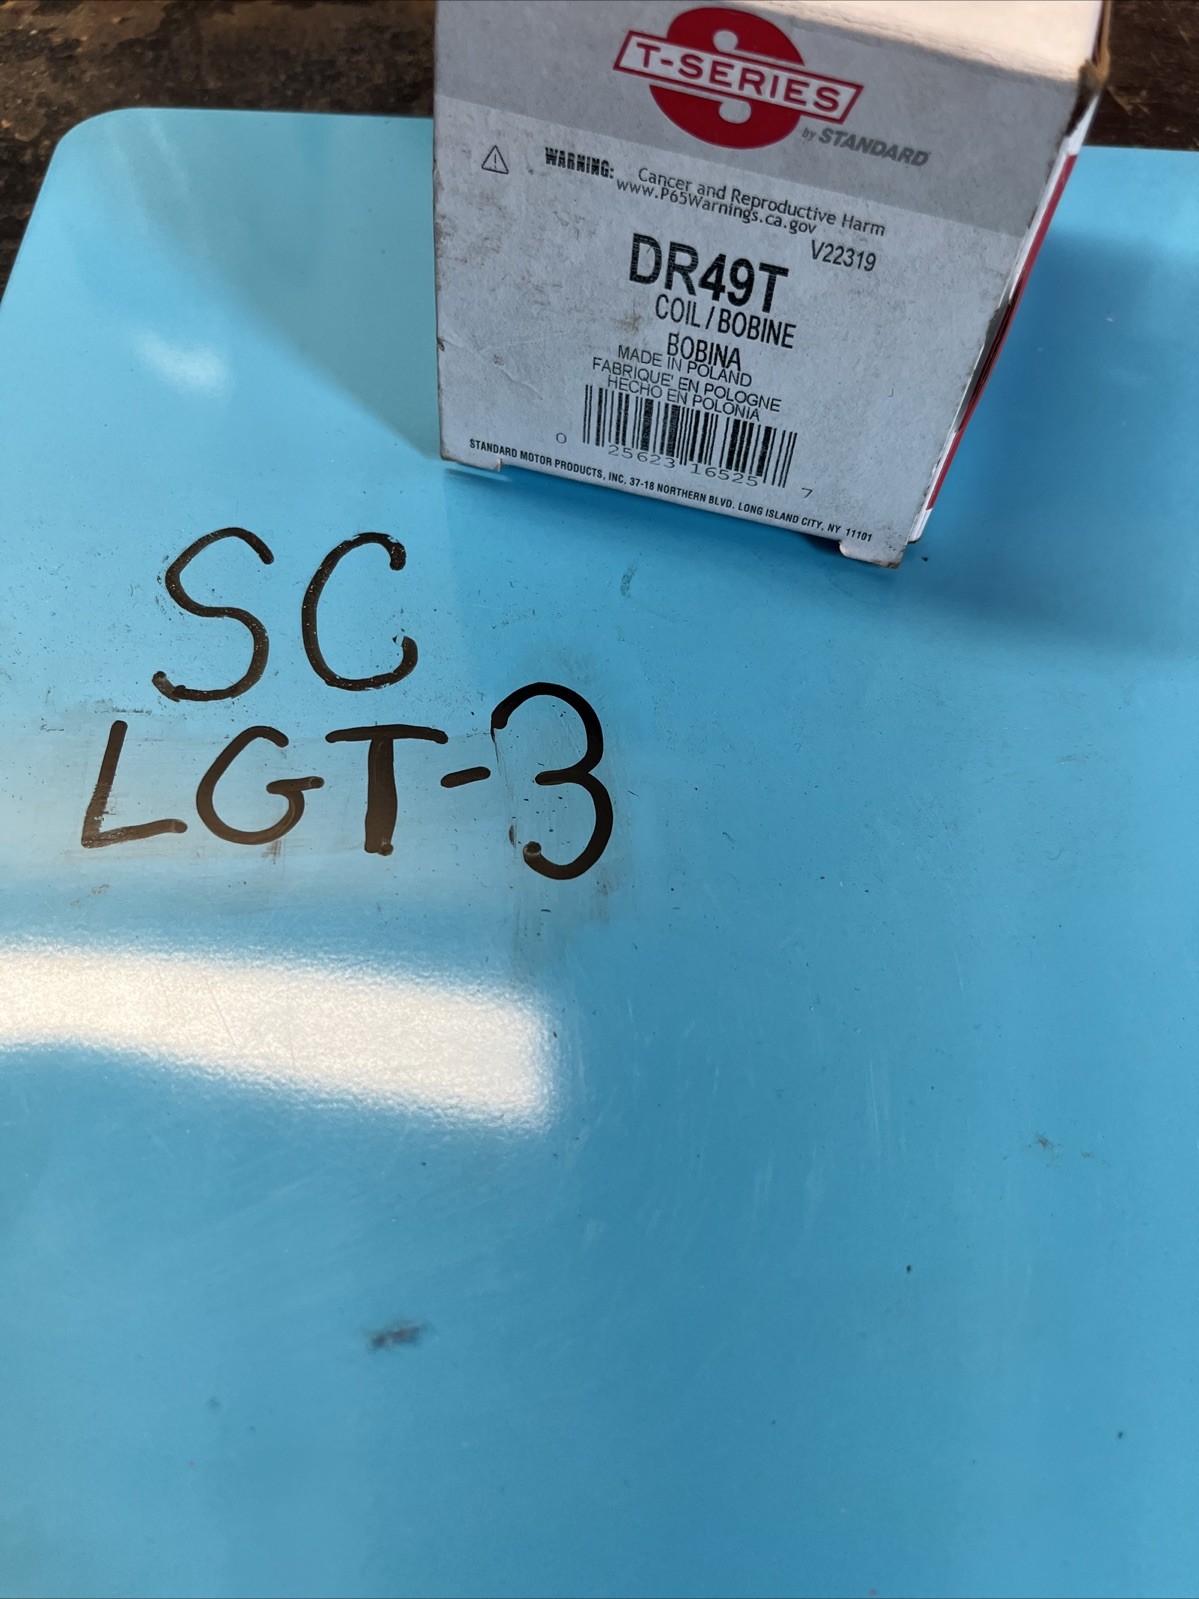 T-SERIES
by STANDARD
WARNING: Cancer and Reproductive Harm
www.P65Warnings.ca.gov
V22319
DR49T
COIL/BOBINE
BOBINA
MADE IN POLAND
FABRIQUE' EN POLOGNE
HECHO EN POLONIA
0 25623 16525 7
STANDARD MOTOR PRODUCTS, INC. 37-18 NORTHERN BLVD. LONG ISLAND CITY, NY 11101
SC
LGT-3